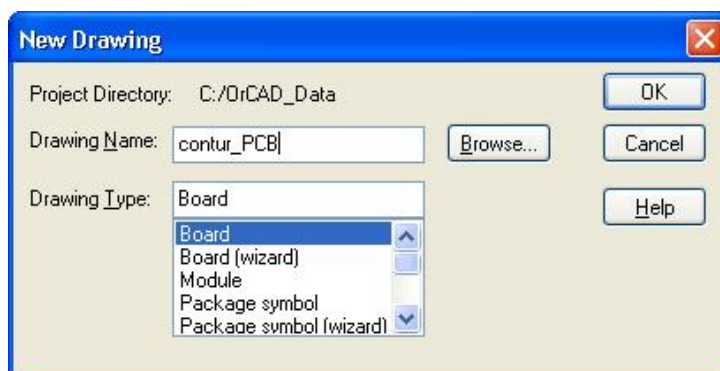 New Drawing
Project Directory: C:/OrCAD_Data
OK
Drawing Name: contur_PCB
Browse...
Cancel
Drawing Type: Board
Help
Board
Board (wizard)
Module
Package symbol
Package symbol (wizard)